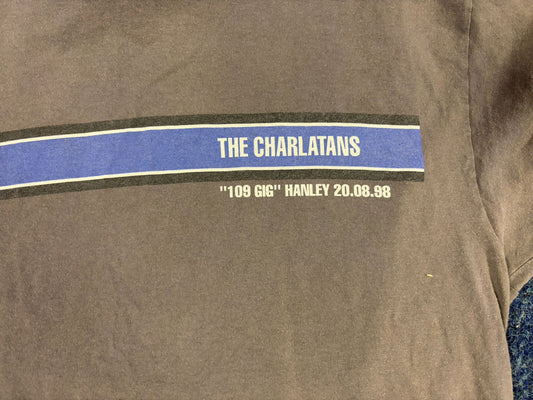 THE CHARLATANS
"109 GIG" HANLEY 20.08.98